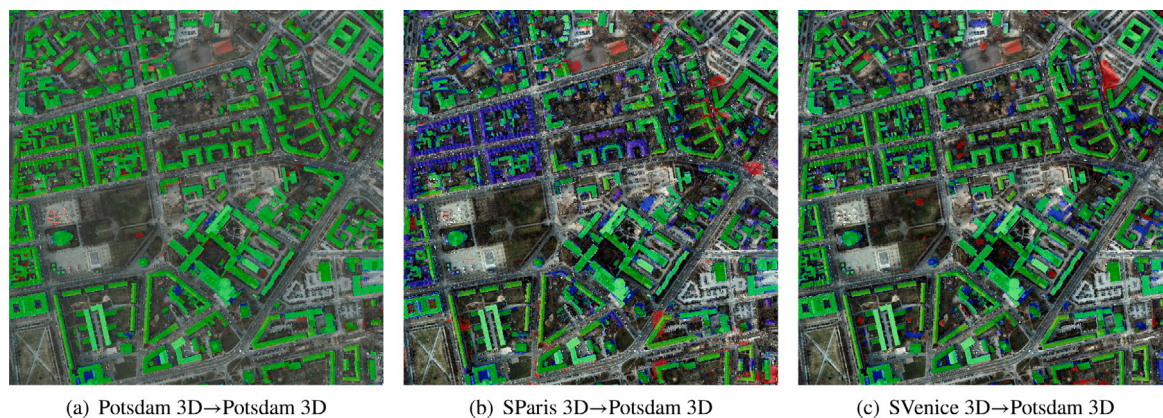 (a) Potsdam 3D→Potsdam 3D
(b) SParis 3D→Potsdam 3D
(c) SVenice 3D→Potsdam 3D